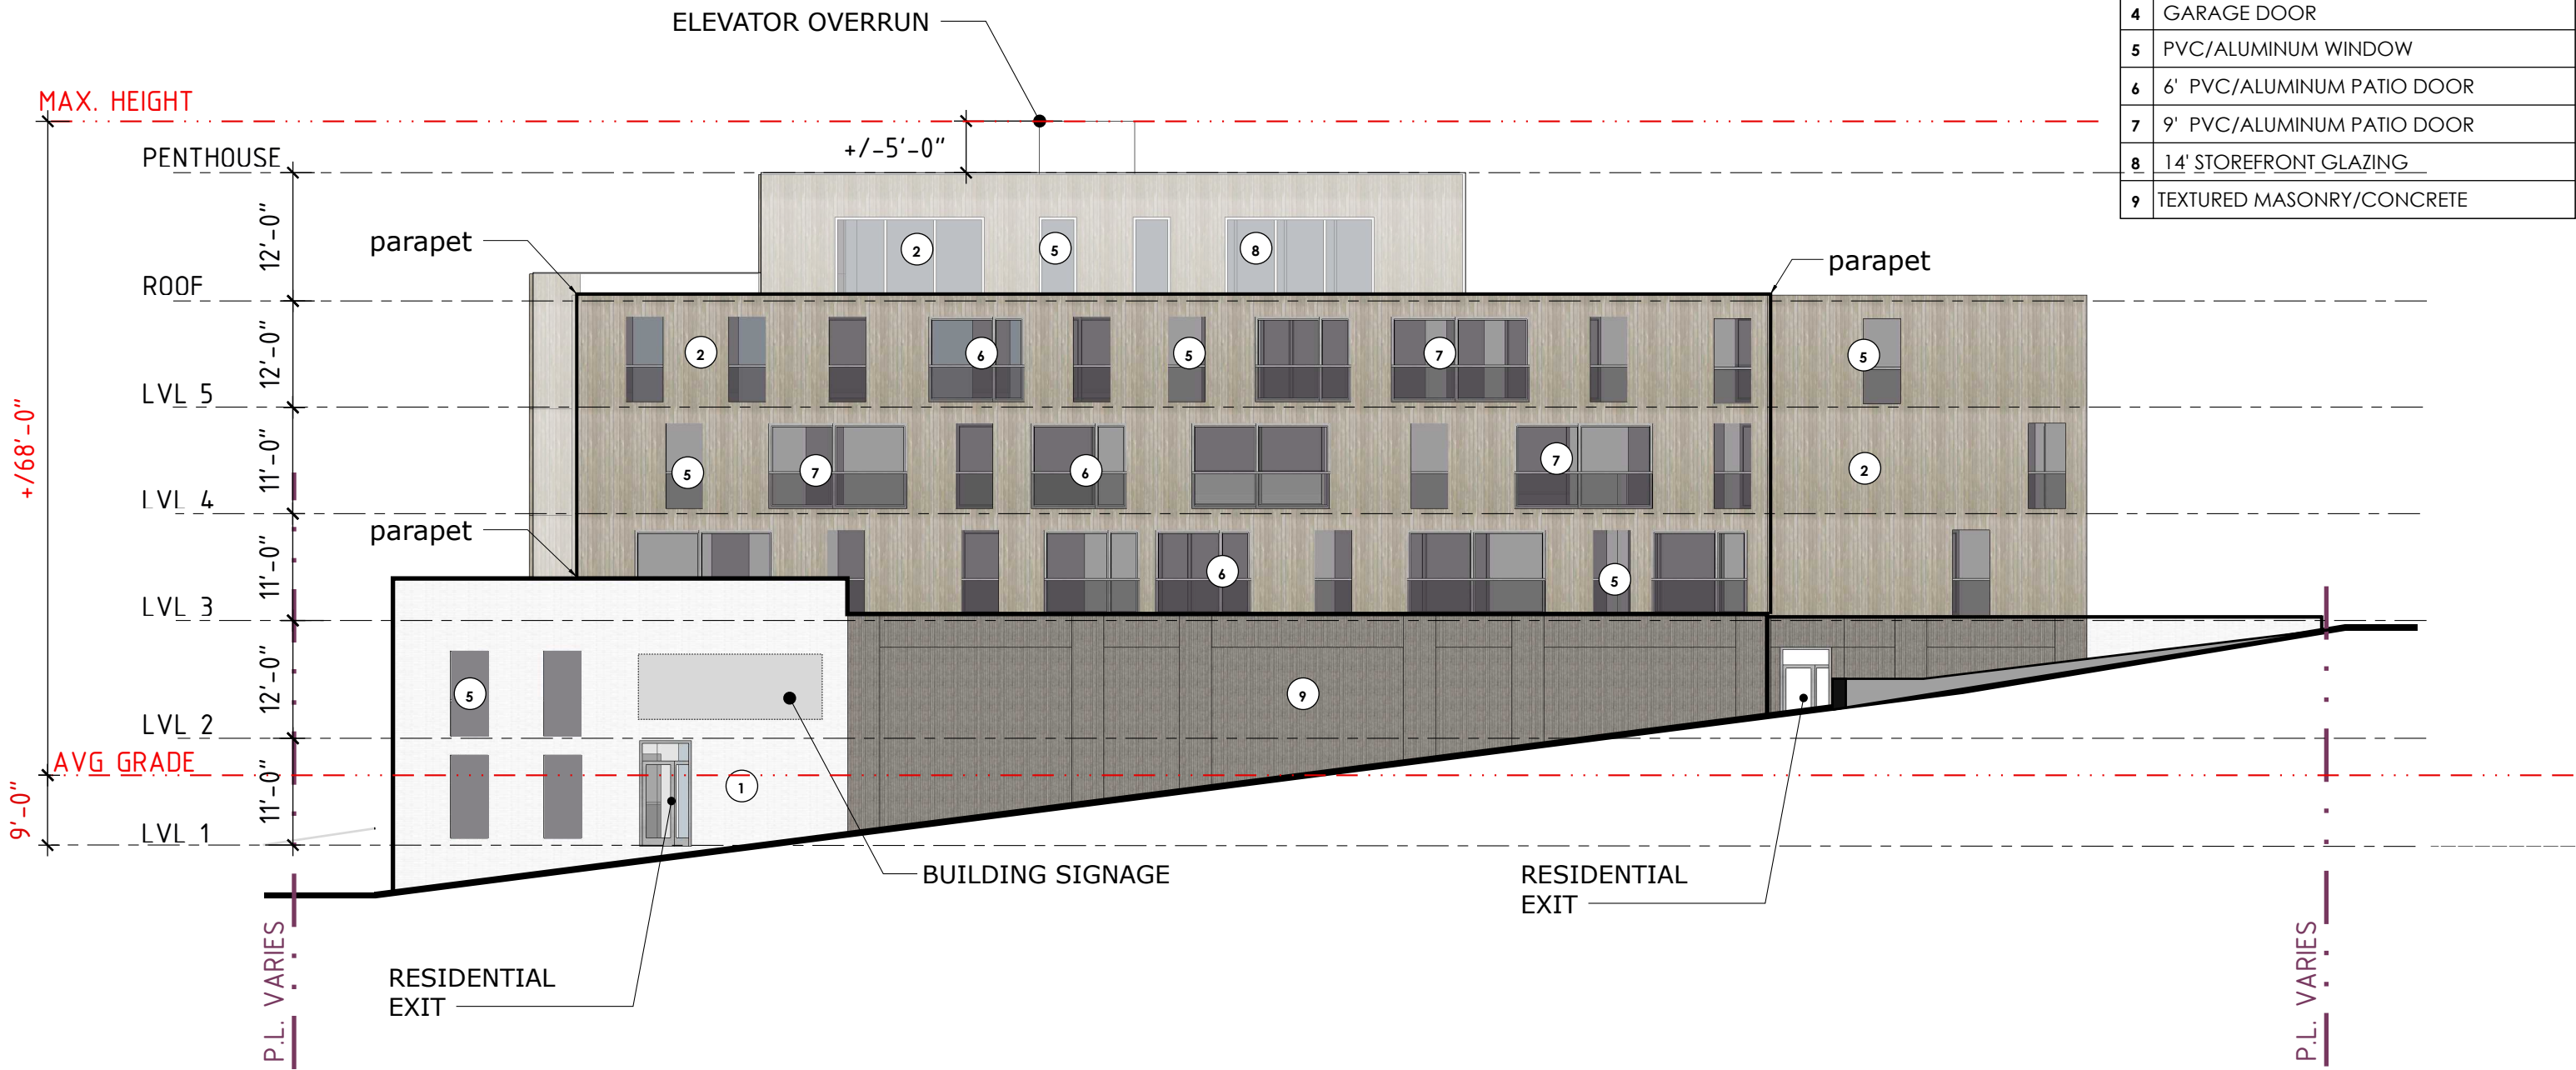 ELEVATOR OVERRUN
4 GARAGE DOOR
5 PVC/ALUMINUM WINDOW
6 6' PVC/ALUMINUM PATIO DOOR
7 9' PVC/ALUMINUM PATIO DOOR
8 14' STOREFRONT GLAZING
9 TEXTURED MASONRY/CONCRETE
MAX. HEIGHT
+/-5'-0"
PENTHOUSE
12'-0"
parapet
2
5
8
parapet
ROOF
12'-0"
2
6
5
7
5
LVL 5
+/68'-0"
11'-0"
5
7
6
7
2
LVL 4
parapet
11'-0"
6
5
LVL 3
12'-0"
5
9
LVL 2
AVG GRADE
9'-0"
11'-0"
1
LVL 1
BUILDING SIGNAGE
RESIDENTIAL
EXIT
RESIDENTIAL
EXIT
P.L. VARIES
P.L. VARIES